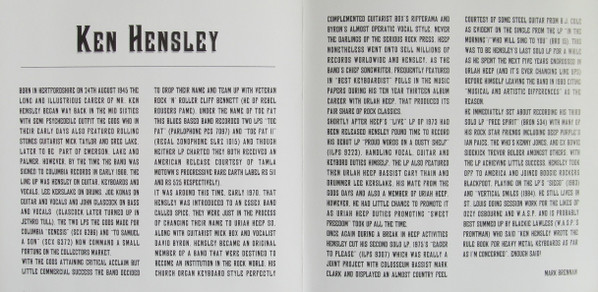 KEN HENSLEY
BORN IN HERTFORDSHIRE ON 24TH AUGUST 1945 THE
LONG AND ILLUSTRIOUS CAREER OF MR. KEN
HENSLEY BEGAN WAY BACK IN THE MID SIXTIES
WITH SEMI PSYCHEDELIC OUTFIT THE GODS WHO IN
THEIR EARLY DAYS ALSO FEATURED ROLLING
STONES GUITARIST MICK TAYLOR AND GREG LAKE,
LATER TO BE PART OF EMERSON, LAKE AND
PALMER. HOWEVER, BY THE TIME THE BAND WAS
SIGNED TO COLUMBIA RECORDS IN EARLY 1968, THE
LINE UP WAS HENSLEY ON GUITAR, KEYBOARDS AND
VOCALS, LEE KERSLAKE ON DRUMS, JOE KONAS ON
GUITAR AND VOCALS AND JOHN GLASCOCK ON BASS
AND VOCALS (GLASCOCK LATER TURNED UP IN
JETHRO TULL). THE TWO LPS THE GODS MADE FOR
COLUMBIA "GENESIS" (SCX 6286) AND "TO SAMUEL
A SON" (SCX 6372) NOW COMMAND A SMALL
FORTUNE ON THE COLLECTORS MARKET.
WITH THE GODS ATTAINING CRITICAL ACCLAIM BUT
LITTLE COMMERCIAL SUCCESS THE BAND DECIDED
TO DROP THEIR NAME AND TEAM UP WITH VETERAN
ROCK 'N' ROLLER CLIFF BENNETT (HE OF REBEL
ROUSERS FAME). UNDER THE NAME OF TOE FAT
THIS BLUES BASED BAND RECORDED TWO LPS "TOE
FAT" (PARLOPHONE PCS 7097) AND "TOE FAT II"
(REGAL ZONOPHONE SLRZ 1015) AND THOUGH
NEITHER LP CHARTED THEY BOTH RECEIVED AN
AMERICAN RELEASE COURTESY OF TAMLA
MOTOWN'S PROGRESSIVE RARE EARTH LABEL RS 511
AND RS 525 RESPECTIVELY).
IT WAS AROUND THIS TIME, EARLY 1970, THAT
HENSLEY WAS INTRODUCED TO AN ESSEX BAND
CALLED SPICE. THEY WERE JUST IN THE PROCESS
OF CHANGING THEIR NAME TO URIAH HEEP SO,
ALONG WITH GUITARIST MICK BOX AND VOCALIST
DAVID BYRON, HENSLEY BECAME AN ORIGINAL
MEMBER OF A BAND THAT WERE DESTINED TO
BECOME AN INSTITUTION IN THE ROCK WORLD. HIS
CHURCH ORGAN KEYBOARD STYLE PERFECTLY
COMPLEMENTED GUITARIST BOX'S RIFFERAMA AND
BYRON'S ALMOST OPERATIC VOCAL STYLE. NEVER
THE DARLINGS OF THE SERIOUS ROCK PRESS, HEEP
NONETHELESS WENT ONTO SELL MILLIONS OF
RECORDS WORLDWIDE AND HENSLEY, AS THE
BAND'S CHIEF SONGWRITER, FREQUENTLY FEATURED
IN "BEST KEYBOARDIST" POLLS IN THE MUSIC
PAPERS DURING HIS TEN YEAR THIRTEEN ALBUM
CAREER WITH URIAH HEEP, THAT PRODUCED ITS
FAIR SHARE OF ROCK CLASSICS.
SHORTLY AFTER HEEP'S "LIVE" LP OF 1973 HAD
BEEN RELEASED HENSLEY FOUND TIME TO RECORD
HIS DEBUT LP "PROUD WORDS ON A DUSTY SHELF"
(ILPS 9223), HANDLING VOCAL, GUITAR AND
KEYBOARD DUTIES HIMSELF. THE LP ALSO FEATURED
THEN URIAH HEEP BASSIST GARY THAIN AND
DRUMMER LEE KERSLAKE, HIS MATE FROM THE
GODS DAYS AND ALSO A MEMBER OF URIAH HEEP.
HOWEVER, HE HAD LITTLE CHANCE TO PROMOTE IT
AS URIAH HEEP DUTIES PROMOTING "SWEET
FREEDOM" TOOK UP ALL THE TIME.
ONCE AGAIN DURING A BREAK IN HEEP ACTIVITIES
HENSLEY CUT HIS SECOND SOLO LP, 1975'S "EAGER
TO PLEASE" (ILPS 9307) WHICH WAS REALLY A
JOINT PROJECT WITH COLOSSEUM BASSIST MARK
CLARK AND DISPLAYED AN ALMOST COUNTRY FEEL
COURTESY OF SOME STEEL GUITAR FROM B.J. COLE
AS EVIDENT ON THE SINGLE FROM THE LP "IN THE
MORNING"/"WHO WILL SING TO YOU" THIS
WAS TO BE HENSLEY'S LAST SOLO LP FOR A WHILE
AS HE SPENT THE NEXT FIVE YEARS ENGROSSED IN
URIAH HEEP (AND IT'S EVER CHANGING LINE UPS)
BEFORE HIMSELF LEAVING THE BAND IN 1980 CITING
"MUSICAL AND ARTISTIC DIFFERENCES" AS THE
REASON.
HE IMMEDIATELY SET ABOUT RECORDING HIS THIRD
SOLO LP "FREE SPIRIT" (BRON 534) WITH MANY OF
HIS ROCK STAR FRIENDS INCLUDING DEEP PURPLE'S
IAN PAICE, THE WHO'S KENNY JONES, AND EX BOWIE
SIDEKICK TREVOR BOLDER AMONGST OTHERS. WITH
THE LP ACHIEVING LITTLE SUCCESS, HENSLEY TOOK
OFF TO AMERICA AND JOINED BOOGIE ROCKERS
BLACKFOOT, PLAYING ON THE LP'S "SIOGO" (1983)
AND "VERTICAL SMILES" (1984). HE STILL LIVES IN
ST. LOUIS DOING SESSION WORK FOR THE LIKES OF
OZZY OSBOURNE AND W.A.S.P. AND IS PROBABLY
BEST SUMMED UP BY BLACKIE LAWLESS (W.A.S.P.'S
FRONTMAN) WHO SAID "KEN HENSLEY WROTE THE
RULE BOOK FOR HEAVY METAL KEYBOARDS AS FAR
AS I'M CONCERNED". ENOUGH SAID!
MARK BRENNAN